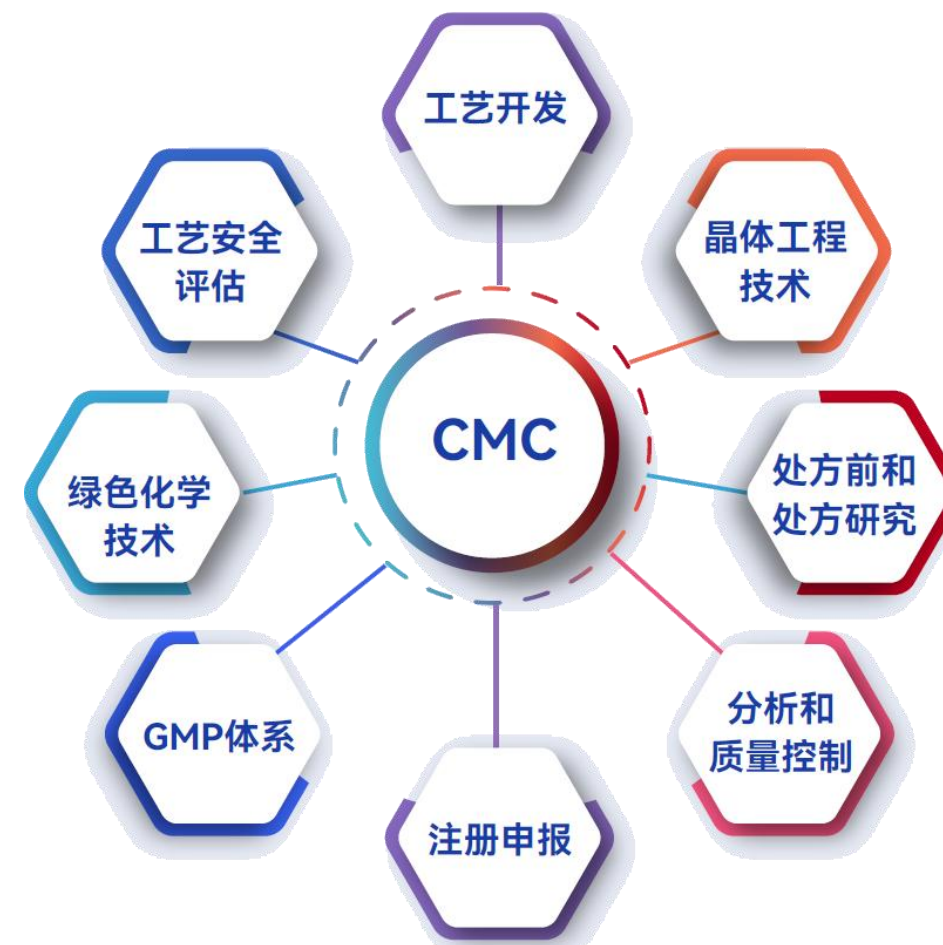 工艺开发
工艺安全
评估
晶体工程
技术
CMC
绿色化学
技术
处方前和
处方研究
GMP体系
分析和
质量控制
注册申报